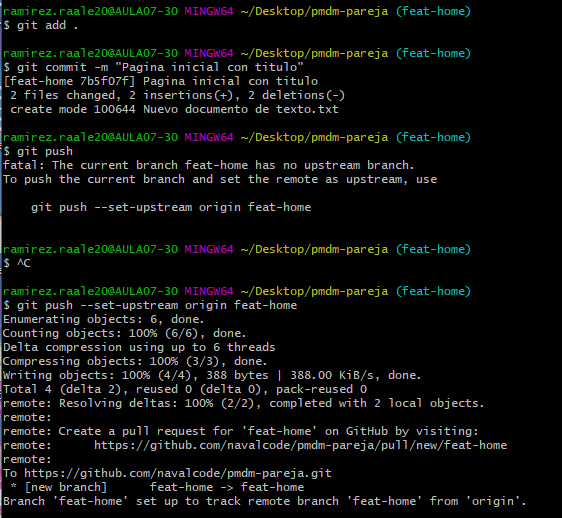 ramirez.raale20@AULA07-30 MINGW64 ~/Desktop/pmdm-pareja (feat-home)
$ git add .
ramirez.raale20@AULA07-30 MINGW64 ~/Desktop/pmdm-pareja (feat-home)
$ git commit -m "Pagina inicial con titulo"
[feat-home 7b5f07f] Pagina inicial con titulo
 2 files changed, 2 insertions(+), 2 deletions(-)
 create mode 100644 Nuevo documento de texto.txt
ramirez.raale20@AULA07-30 MINGW64 ~/Desktop/pmdm-pareja (feat-home)
$ git push
fatal: The current branch feat-home has no upstream branch.
To push the current branch and set the remote as upstream, use
    git push --set-upstream origin feat-home
ramirez.raale20@AULA07-30 MINGW64 ~/Desktop/pmdm-pareja (feat-home)
$ ^C
ramirez.raale20@AULA07-30 MINGW64 ~/Desktop/pmdm-pareja (feat-home)
$ git push --set-upstream origin feat-home
Enumerating objects: 6, done.
Counting objects: 100% (6/6), done.
Delta compression using up to 6 threads
Compressing objects: 100% (3/3), done.
Writing objects: 100% (4/4), 388 bytes | 388.00 KiB/s, done.
Total 4 (delta 2), reused 0 (delta 0), pack-reused 0
remote: Resolving deltas: 100% (2/2), completed with 2 local objects.
remote:
remote: Create a pull request for 'feat-home' on GitHub by visiting:
remote:      https://github.com/navalcode/pmdm-pareja/pull/new/feat-home
remote:
To https://github.com/navalcode/pmdm-pareja.git
 * [new branch]      feat-home -> feat-home
Branch 'feat-home' set up to track remote branch 'feat-home' from 'origin'.